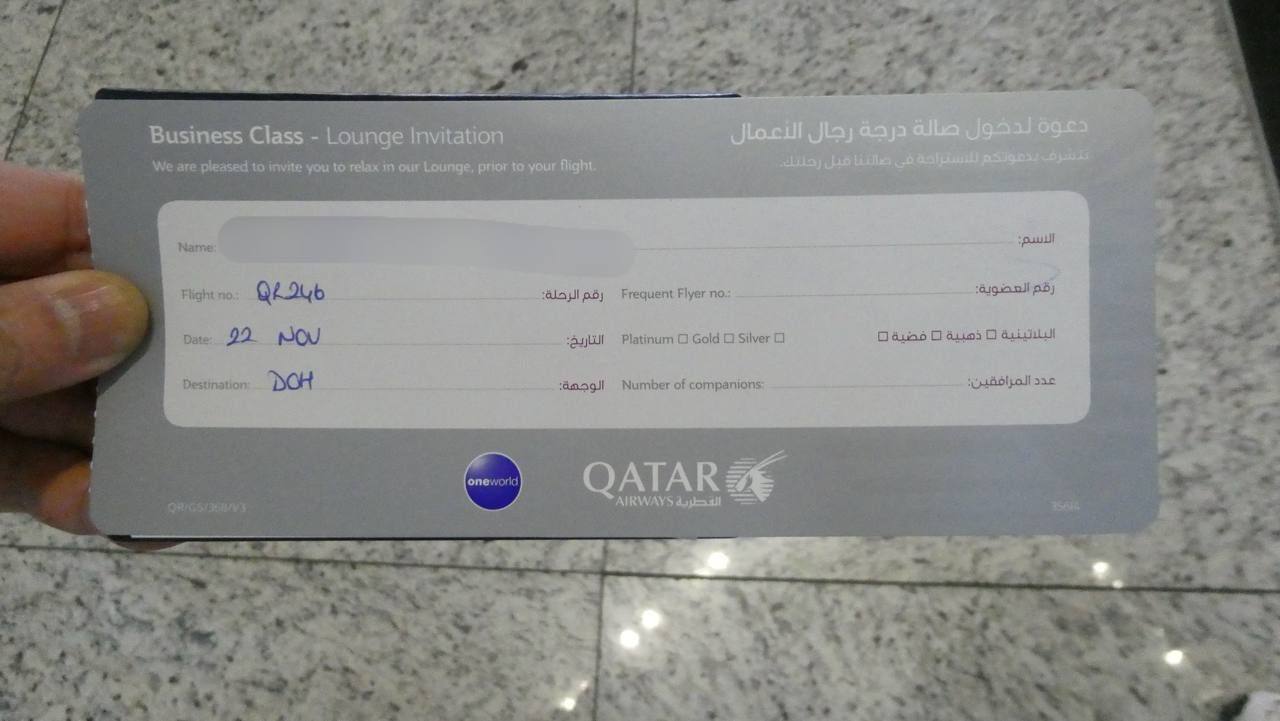 Business Class - Lounge Invitation
دعوة لدخول صالة درجة رجال الأعمال
We are pleased to invite you to relax in our Lounge, prior to your flight.
نتشرف بدعوتكم للاستراحة في صالتنا قبل رحلتك.
Name: الاسم:
Flight no.: QR246 رقم الرحلة:
Frequent Flyer no.: رقم العضوية:
Date: 22 NOV التاريخ:
Platinum ☐ Gold ☐ Silver ☐ البلاتينية ☐ ذهبية ☐ فضية ☐
Destination: DOH الوجهة:
Number of companions: عدد المرافقين:
oneworld
QATAR
AIRWAYS القطرية
QR/GS/368/V3
35614